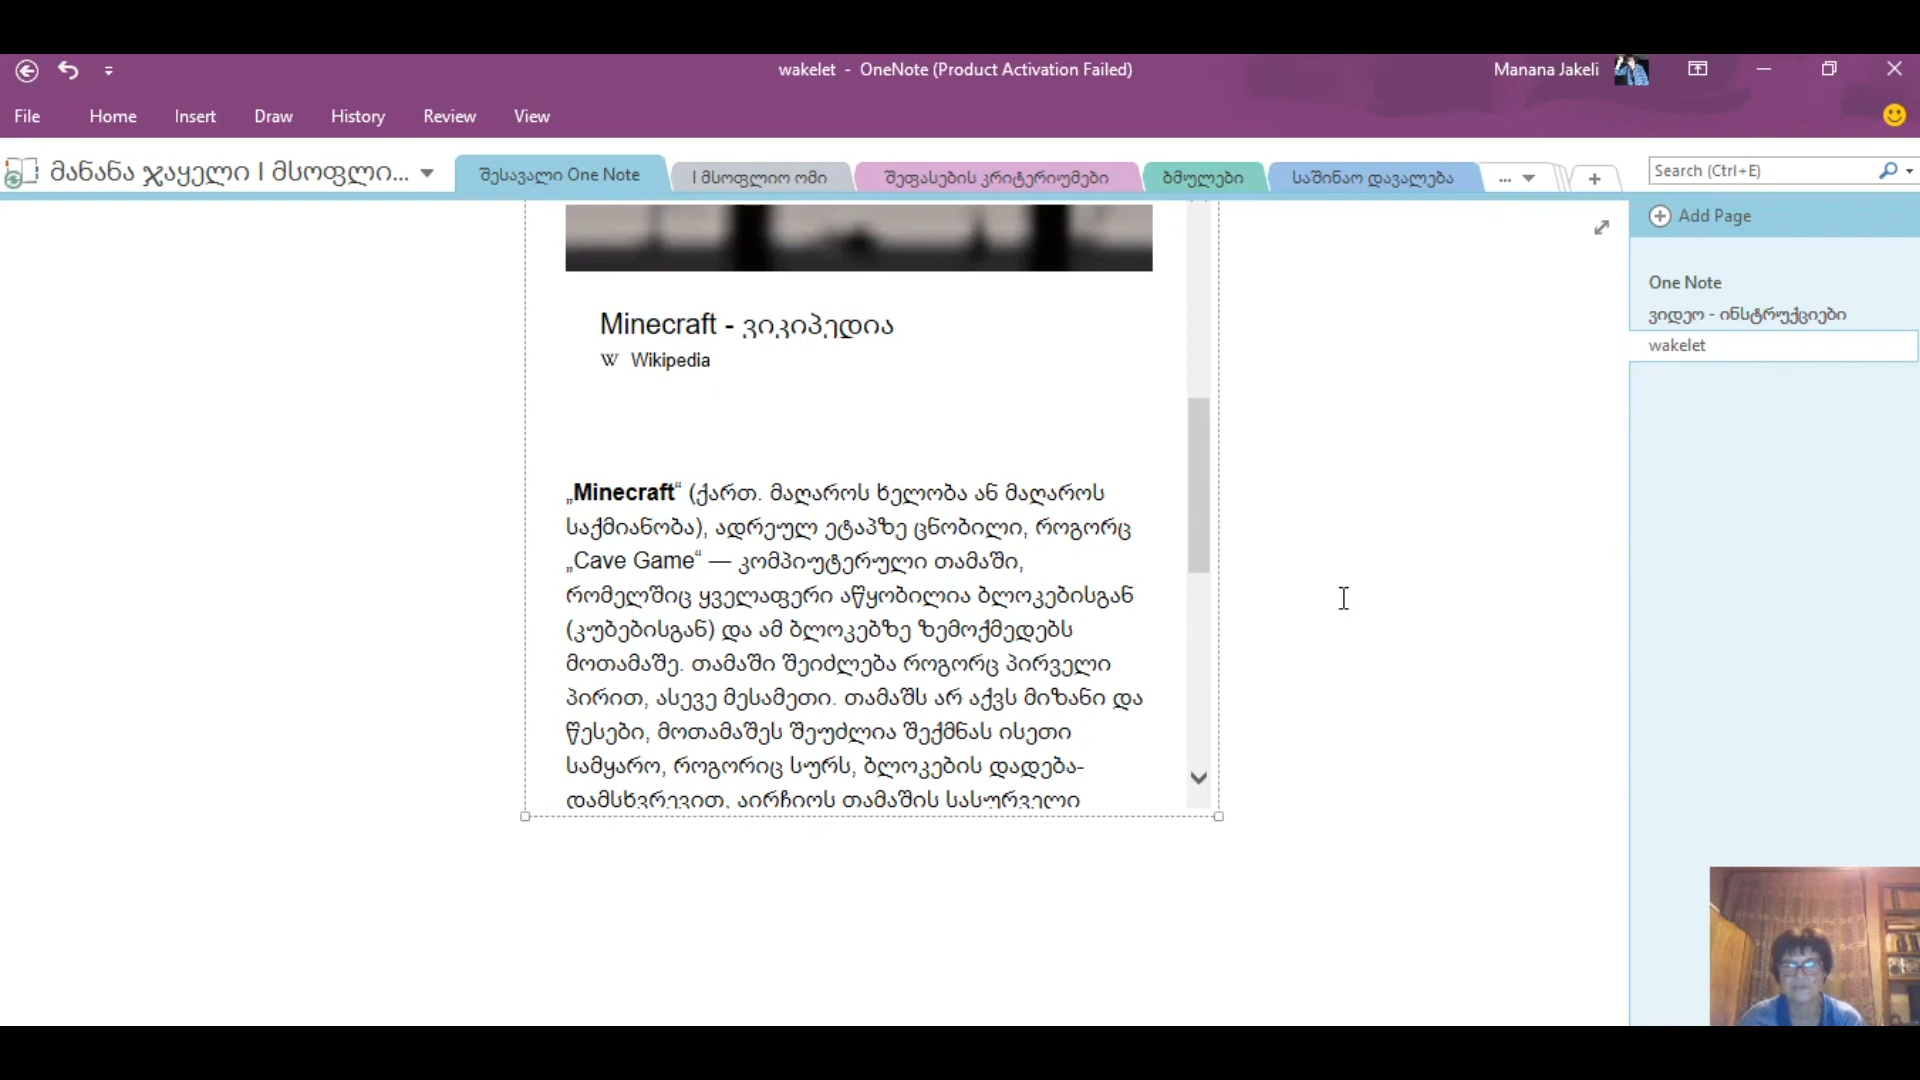 wakelet - OneNote (Product Activation Failed)
Manana Jakeli
File Home Insert Draw History Review View
მანანა ჯაყელი I მსოფლი...
შესავალი One Note
I მსოფლიო ომი
შეფასების კრიტერიუმები
ბმულები
საშინაო დავალება
...
Search (Ctrl+E)
Add Page
One Note
ვიდეო - ინსტრუქციები
wakelet
Minecraft - ვიკიპედია
W Wikipedia
„Minecraft“ (ქართ. მაღაროს ხელობა ან მაღაროს
საქმიანობა), ადრეულ ეტაპზე ცნობილი, როგორც
„Cave Game“ — კომპიუტერული თამაში,
რომელშიც ყველაფერი აწყობილია ბლოკებისგან
(კუბებისგან) და ამ ბლოკებზე ზემოქმედებს
მოთამაშე. თამაში შეიძლება როგორც პირველი
პირით, ასევე მესამეთი. თამაშს არ აქვს მიზანი და
წესები, მოთამაშეს შეუძლია შექმნას ისეთი
სამყარო, როგორიც სურს, ბლოკების დადება-
დამსხვრევით, აირჩიოს თამაშის სასურველი